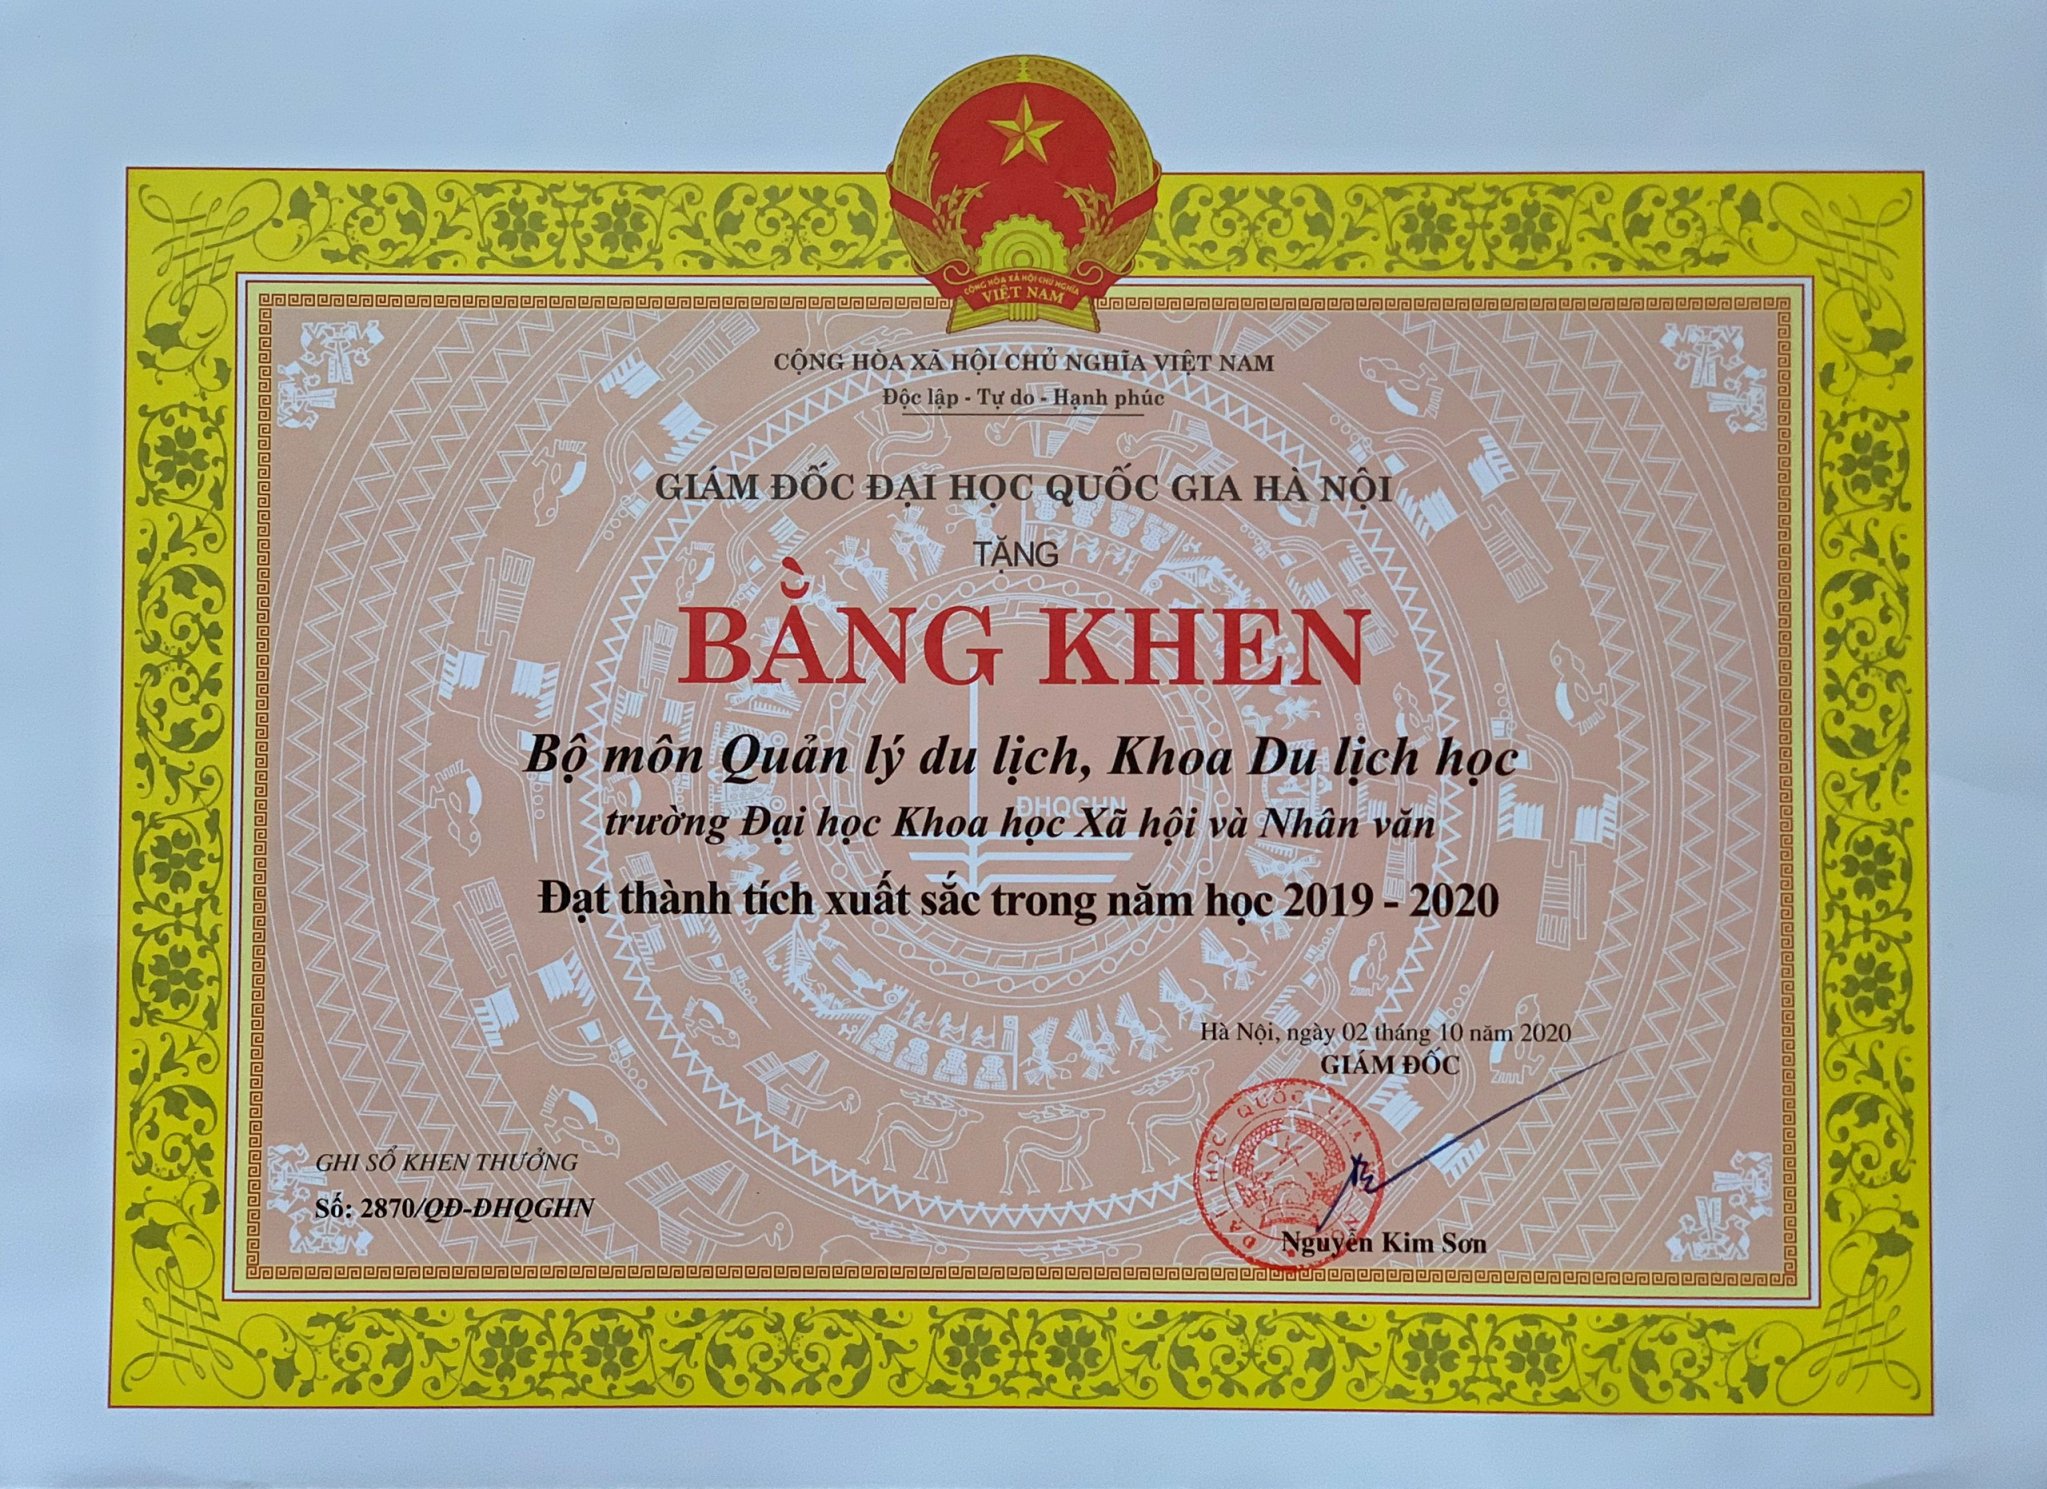 CỘNG HÒA XÃ HỘI CHỦ NGHĨA
VIỆT NAM
CỘNG HÒA XÃ HỘI CHỦ NGHĨA VIỆT NAM
Độc lập - Tự do - Hạnh phúc
GIÁM ĐỐC ĐẠI HỌC QUỐC GIA HÀ NỘI
TẶNG
BẰNG KHEN
Bộ môn Quản lý du lịch, Khoa Du lịch học
ĐHQGHN
trường Đại học Khoa học Xã hội và Nhân văn
Đạt thành tích xuất sắc trong năm học 2019 - 2020
Hà Nội, ngày 02 tháng 10 năm 2020
GIÁM ĐỐC
ĐẠI HỌC QUỐC GIA
Nguyễn Kim Sơn
GHI SỔ KHEN THƯỞNG
Số: 2870/QĐ-ĐHQGHN